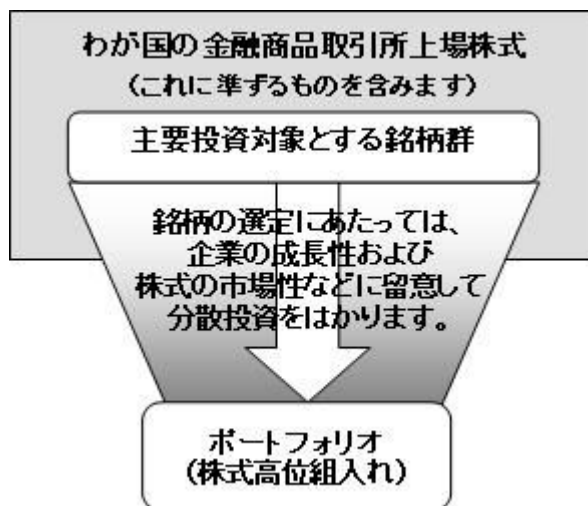 わが国の金融商品取引所上場株式
（これに準ずるものを含みます）
主要投資対象とする銘柄群
銘柄の選定にあたっては、
企業の成長性および
株式の市場性などに留意して
分散投資をはかります。
ポートフォリオ
（株式高位組入れ）